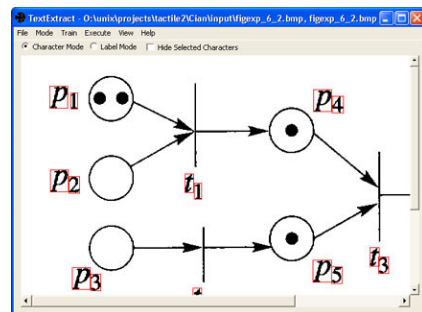 TextExtract - O:\unix\projects\tactile2\Cian\input\figexp_6_2.bmp, figexp_6_2.bmp
File Mode Train Execute View Help
Character Mode Label Mode Hide Selected Characters
p1
p4
p2
t1
p3
t
p5
t3